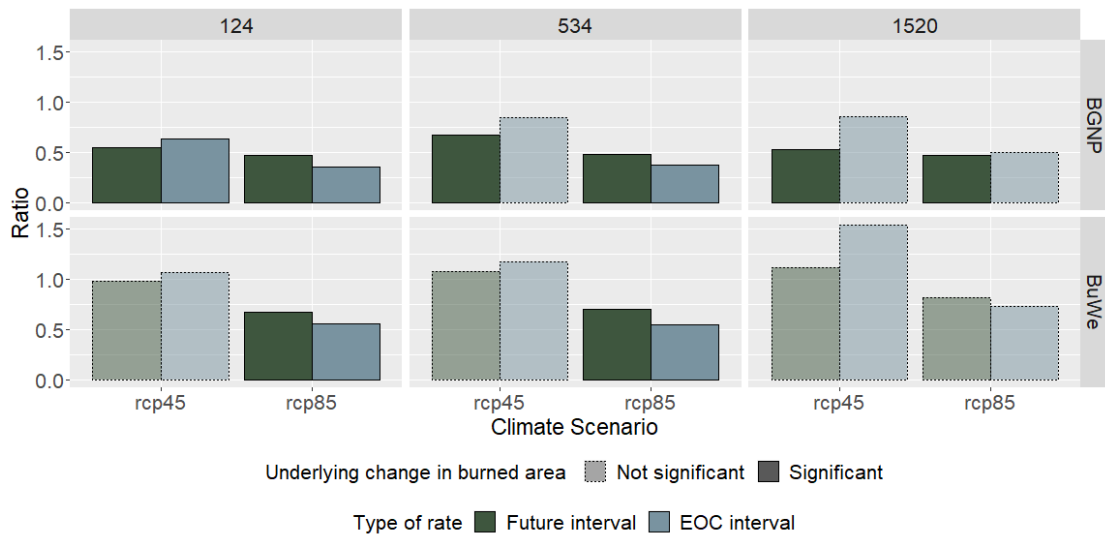 124 534 1520
1.5
1.0
0.5
0.0
BGNP
Ratio
1.5
1.0
0.5
0.0
BuWe
rcp45 rcp85 rcp45 rcp85 rcp45 rcp85
Climate Scenario
Underlying change in burned area Not significant Significant
Type of rate Future interval EOC interval